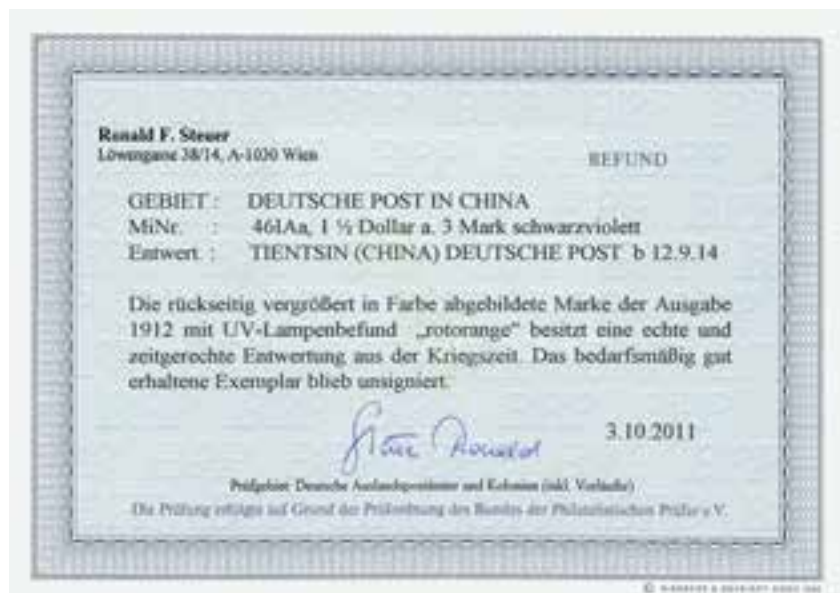 Ronald F. Steuer
Löwengasse 38/14, A-1030 Wien
BEFUND
GEBIET : DEUTSCHE POST IN CHINA
MiNr. : 46IAa, 1 ½ Dollar a. 3 Mark schwarzviolett
Entwert : TIENTSIN (CHINA) DEUTSCHE POST b 12.9.14
Die rückseitig vergrößert in Farbe abgebildete Marke der Ausgabe
1912 mit UV-Lampenbefund „rotorange“ besitzt eine echte und
zeitgerechte Entwertung aus der Kriegszeit. Das bedarfsmäßig gut
erhaltene Exemplar blieb unsigniert.
Steuer Ronald
3.10.2011
Prüfgebiet: Deutsche Auslandspostämter und Kolonien (inkl. Vorläufer)
Die Prüfung erfolgte auf Grund der Prüfordnung des Bundes der Philatelistischen Prüfer e.V.